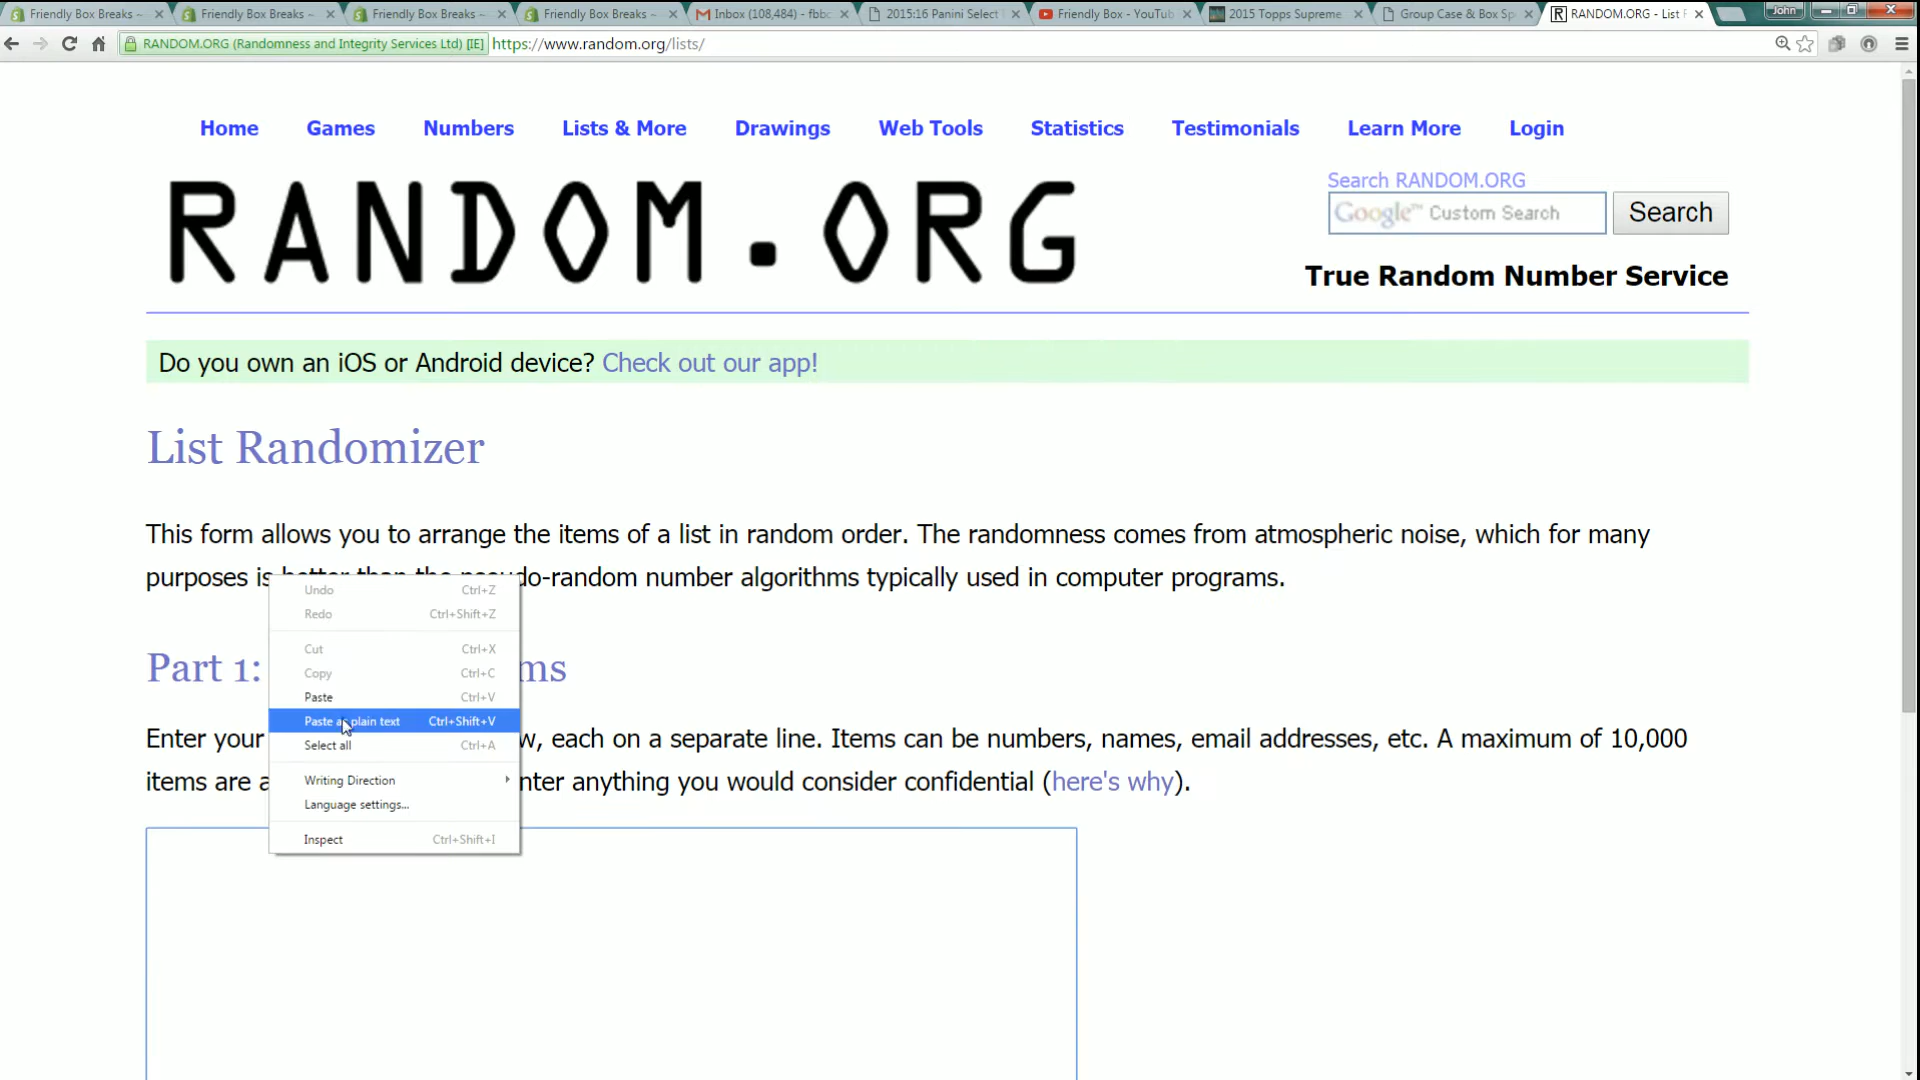 Friendly Box Breaks ~
Friendly Box Breaks ~
Friendly Box Breaks ~
Friendly Box Breaks ~
Inbox (108,484) - fbb
2015:16 Panini Select
Friendly Box - YouTub
2015 Topps Supreme
Group Case & Box Sp
RANDOM.ORG - List
John
RANDOM.ORG (Randomness and Integrity Services Ltd) [IE] https://www.random.org/lists/
Home Games Numbers Lists & More Drawings Web Tools Statistics Testimonials Learn More Login
RANDOM.ORG
Search RANDOM.ORG
Google™ Custom Search
Search
True Random Number Service
Do you own an iOS or Android device? Check out our app!
List Randomizer
This form allows you to arrange the items of a list in random order. The randomness comes from atmospheric noise, which for many
purposes is better than the pseudo-random number algorithms typically used in computer programs.
Part 1: ms
Enter your w, each on a separate line. Items can be numbers, names, email addresses, etc. A maximum of 10,000
items are a nter anything you would consider confidential (here's why).
Undo Ctrl+Z
Redo Ctrl+Shift+Z
Cut Ctrl+X
Copy Ctrl+C
Paste Ctrl+V
Paste as plain text Ctrl+Shift+V
Select all Ctrl+A
Writing Direction
Language settings...
Inspect Ctrl+Shift+I